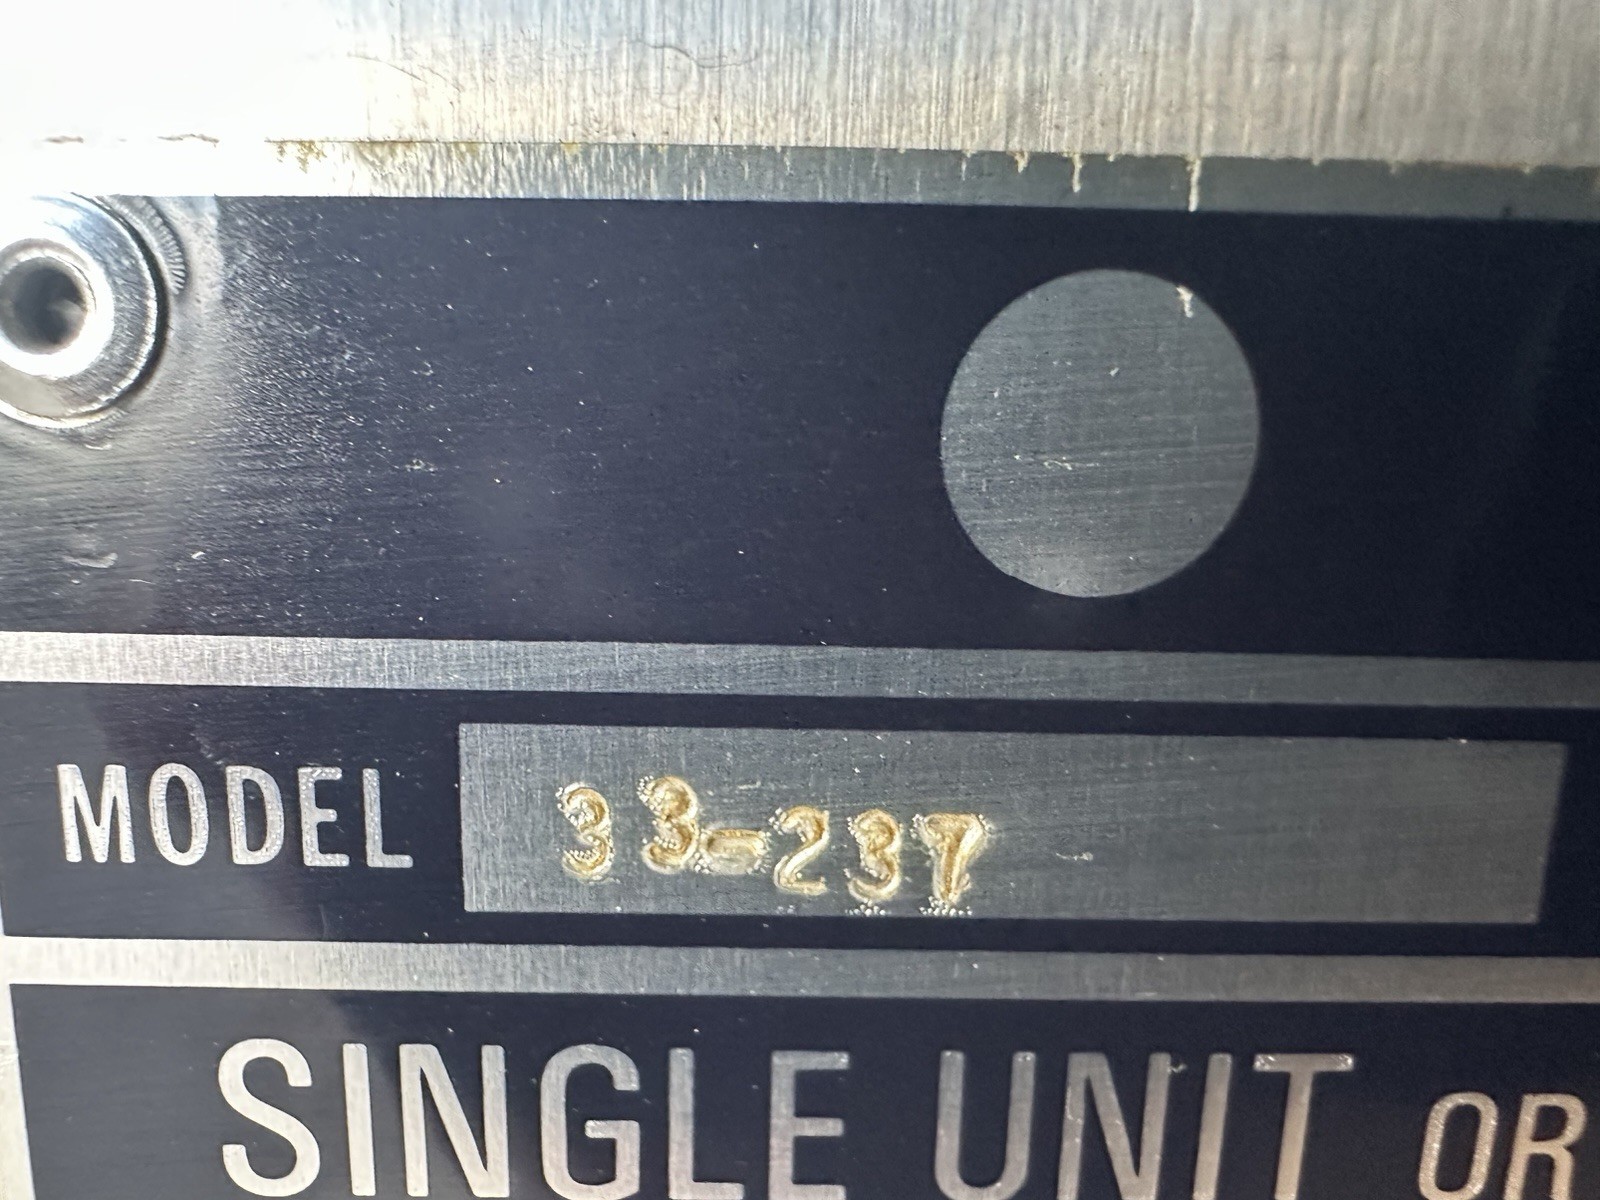 MODEL 33-237
SINGLE UNIT OR